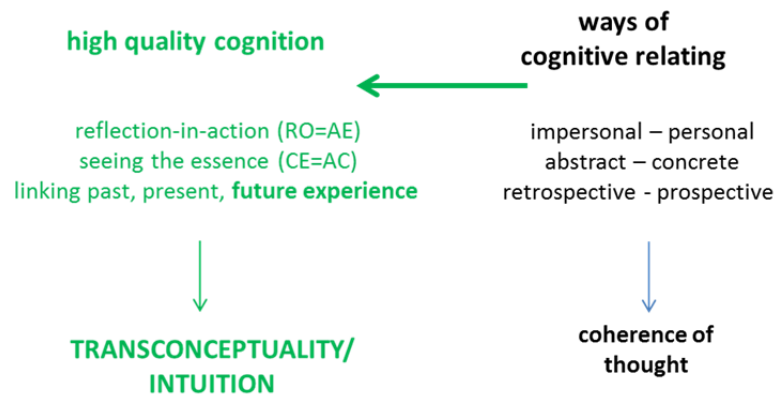 high quality cognition
reflection-in-action (RO=AE)
seeing the essence (CE=AC)
linking past, present, future experience
TRANSCONCEPTUALITY/
INTUITION
ways of
cognitive relating
impersonal – personal
abstract – concrete
retrospective - prospective
coherence of
thought